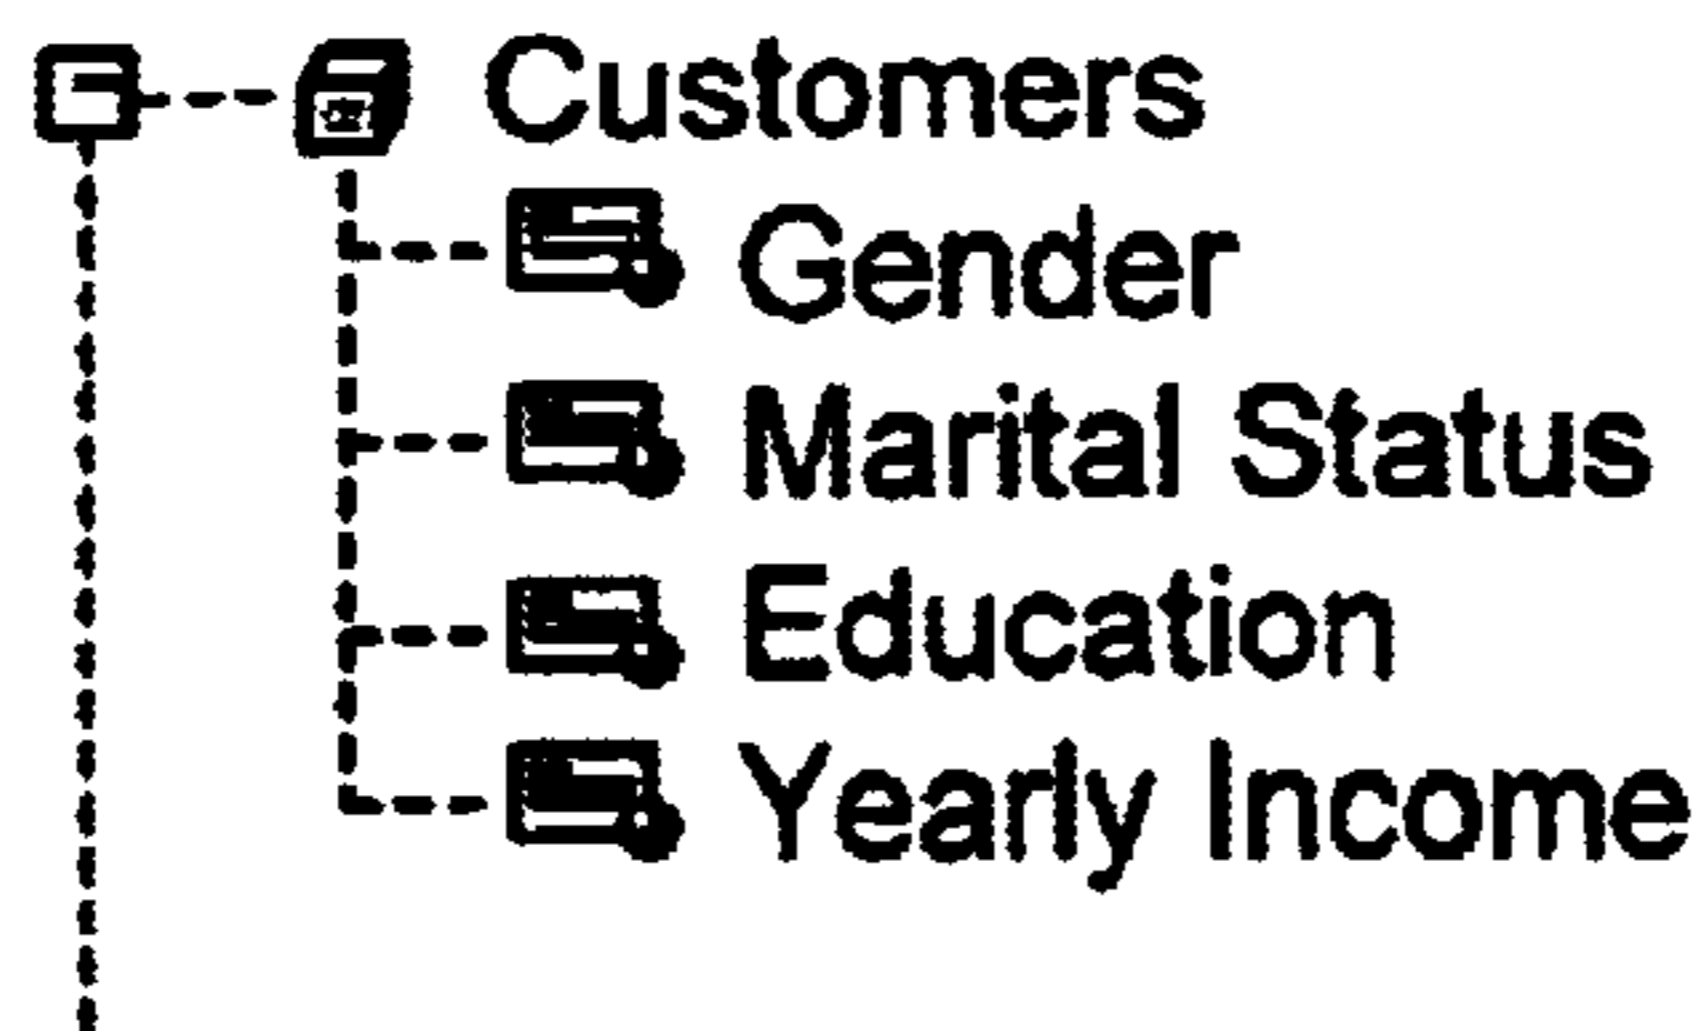 Customers
Gender
Marital Status
Education
Yearly Income